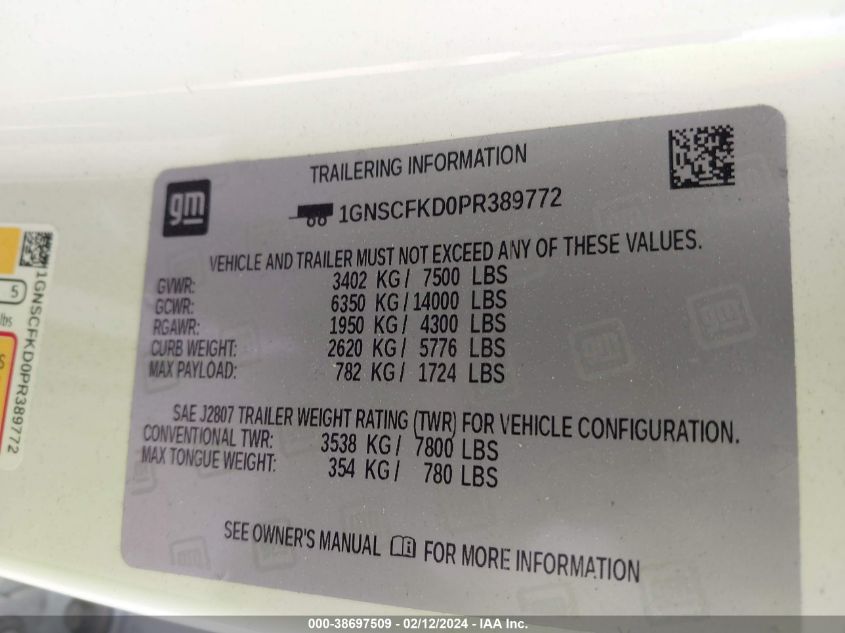 TRAILERING INFORMATION
gm
1GNSCFKD0PR389772
VEHICLE AND TRAILER MUST NOT EXCEED ANY OF THESE VALUES.
GVWR: 3402 KG / 7500 LBS
GCWR: 6350 KG / 14000 LBS
RGAWR: 1950 KG / 4300 LBS
CURB WEIGHT: 2620 KG / 5776 LBS
MAX PAYLOAD: 782 KG / 1724 LBS
SAE J2807 TRAILER WEIGHT RATING (TWR) FOR VEHICLE CONFIGURATION.
CONVENTIONAL TWR: 3538 KG / 7800 LBS
MAX TONGUE WEIGHT: 354 KG / 780 LBS
SEE OWNER'S MANUAL FOR MORE INFORMATION
5
lbs
S
1GNSCFKD0PR389772
000-38697509 - 02/12/2024 - IAA Inc.